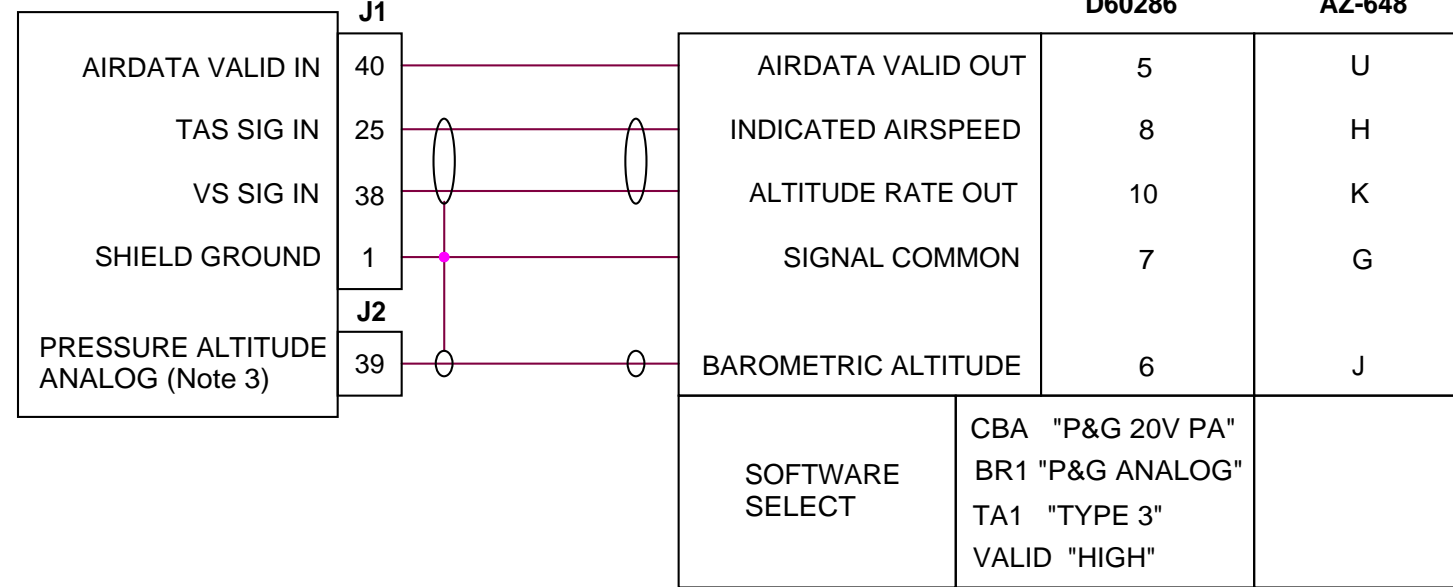 J1
D60286 AZ-648
AIRDATA VALID IN 40 AIRDATA VALID OUT 5 U
TAS SIG IN 25 INDICATED AIRSPEED 8 H
VS SIG IN 38 ALTITUDE RATE OUT 10 K
SHIELD GROUND 1 SIGNAL COMMON 7 G
J2
PRESSURE ALTITUDE
ANALOG (Note 3) 39 BAROMETRIC ALTITUDE 6 J
SOFTWARE
SELECT
CBA "P&G 20V PA"
BR1 "P&G ANALOG"
TA1 "TYPE 3"
VALID "HIGH"